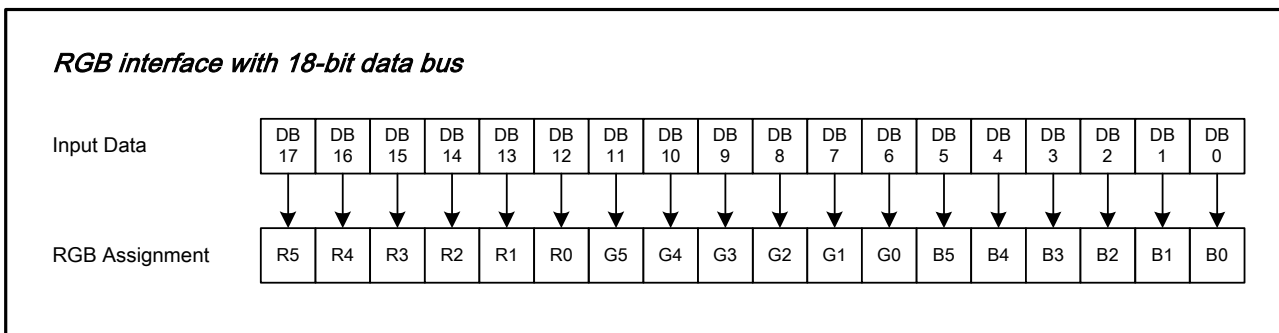 RGB interface with 18-bit data bus
Input Data
DB 17 DB 16 DB 15 DB 14 DB 13 DB 12 DB 11 DB 10 DB 9 DB 8 DB 7 DB 6 DB 5 DB 4 DB 3 DB 2 DB 1 DB 0
RGB Assignment
R5 R4 R3 R2 R1 R0 G5 G4 G3 G2 G1 G0 B5 B4 B3 B2 B1 B0